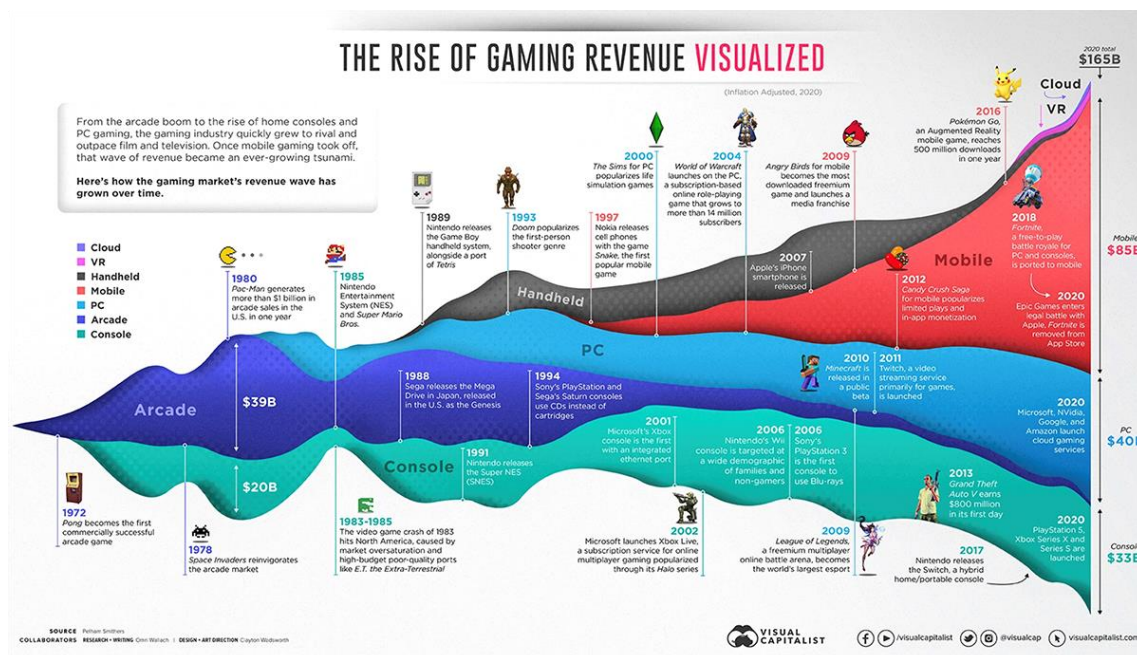 THE RISE OF GAMING REVENUE VISUALIZED
(Inflation Adjusted, 2020)
2020 total
$165B
From the arcade boom to the rise of home consoles and
PC gaming, the gaming industry quickly grew to rival and
outpace film and television. Once mobile gaming took off,
that wave of revenue became an ever-growing tsunami.
Here's how the gaming market's revenue wave has
grown over time.
Cloud
VR
Handheld
Mobile
PC
Arcade
Console
1980
Pac-Man generates
more than $1 billion in
arcade sales in the
U.S. in one year
1985
Nintendo
Entertainment
System (NES)
and Super Mario
Bros.
1989
Nintendo releases
the Game Boy
handheld system,
alongside a port
of Tetris
1993
Doom popularizes
the first-person
shooter genre
1997
Nokia releases
cell phones
with the game
Snake, the first
popular mobile
game
2000
The Sims for PC
popularizes life
simulation games
2004
World of Warcraft
launches on the PC,
a subscription-based
online role-playing
game that grows to
more than 14 million
subscribers
2009
Angry Birds for mobile
becomes the most
downloaded freemium
game and launches a
media franchise
2016
Pokémon Go,
an Augmented Reality
mobile game, reaches
500 million downloads
in one year
Cloud
VR
2007
Apple's iPhone
smartphone is
released
Mobile
2012
Candy Crush Saga
for mobile popularizes
limited plays and
in-app monetization
2018
Fortnite,
a free-to-play
battle royale for
PC and consoles,
is ported to mobile
2020
Epic Games enters
legal battle with
Apple, Fortnite is
removed from
App Store
Mobile
$85B
Handheld
PC
Arcade
$39B
$20B
Console
1988
Sega releases the Mega
Drive in Japan, released
in the U.S. as the Genesis
1994
Sony's PlayStation and
Sega's Saturn consoles
use CDs instead of
cartridges
1991
Nintendo releases
the Super NES
(SNES)
2001
Microsoft's Xbox
console is the first
with an integrated
ethernet port
2006
Nintendo's Wii
console is targeted at
a wide demographic
of families and
non-gamers
2006
Sony's
PlayStation 3
is the first
console to
use Blu-rays
2010
Minecraft is
released in
a public
beta
2011
Twitch, a video
streaming service
primarily for games,
is launched
2020
Microsoft, NVidia,
Google, and
Amazon launch
cloud gaming
services
PC
2013
Grand Theft
Auto V earns
$800 million
in its first day
2020
PlayStation 5,
Xbox Series X and
Series S are
launched
$33B
1972
Pong becomes the first
commercially successful
arcade game
1978
Space Invaders reinvigorates
the arcade market
1983-1985
The video game crash of 1983
hits North America, caused by
market oversaturation and
high-budget poor-quality ports
like E.T. the Extra-Terrestrial
2002
Microsoft launches Xbox Live,
a subscription service for online
multiplayer gaming popularized
through its Halo series
2009
League of Legends,
a freemium multiplayer
online battle arena, becomes
the world's largest esport
2017
Nintendo releases
the Switch, a hybrid
home/portable console
SOURCE Pelham Smithers
COLLABORATORS RESEARCH + WRITING Omri Wallach | DESIGN + ART DIRECTION Clayton Wadsworth
VISUAL CAPITALIST
/visualcapitalist @visualcap visualcapitalist.com